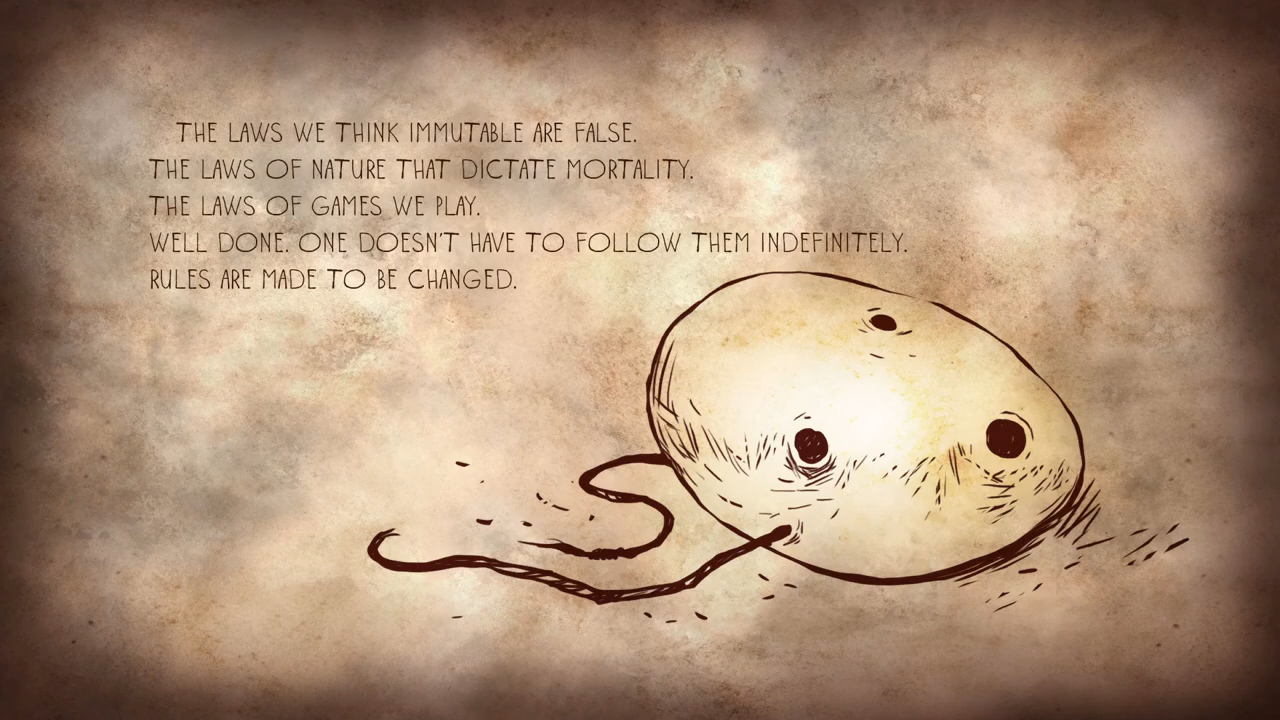 THE LAWS WE THINK IMMUTABLE ARE FALSE.
THE LAWS OF NATURE THAT DICTATE MORTALITY.
THE LAWS OF GAMES WE PLAY.
WELL DONE. ONE DOESN'T HAVE TO FOLLOW THEM INDEFINITELY.
RULES ARE MADE TO BE CHANGED.